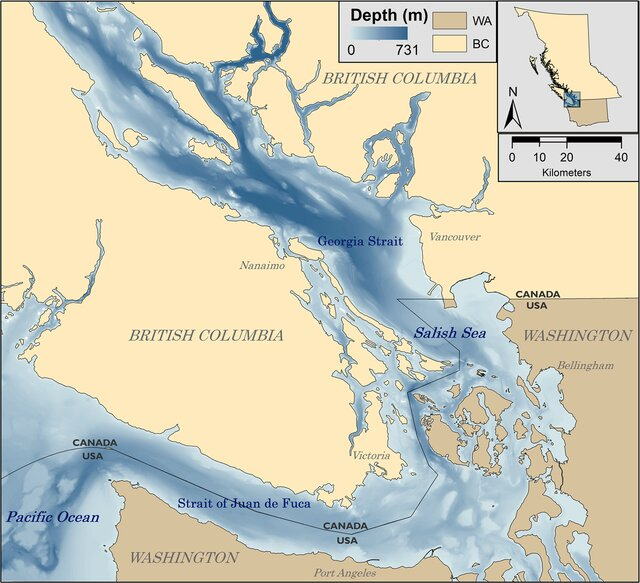 Depth (m)
0 731
WA
BC
N
0 10 20 40
Kilometers
BRITISH COLUMBIA
Georgia Strait
Vancouver
Nanaimo
CANADA
USA
BRITISH COLUMBIA
Salish Sea
WASHINGTON
Bellingham
CANADA
USA
Victoria
Pacific Ocean
Strait of Juan de Fuca
CANADA
USA
WASHINGTON
Port Angeles